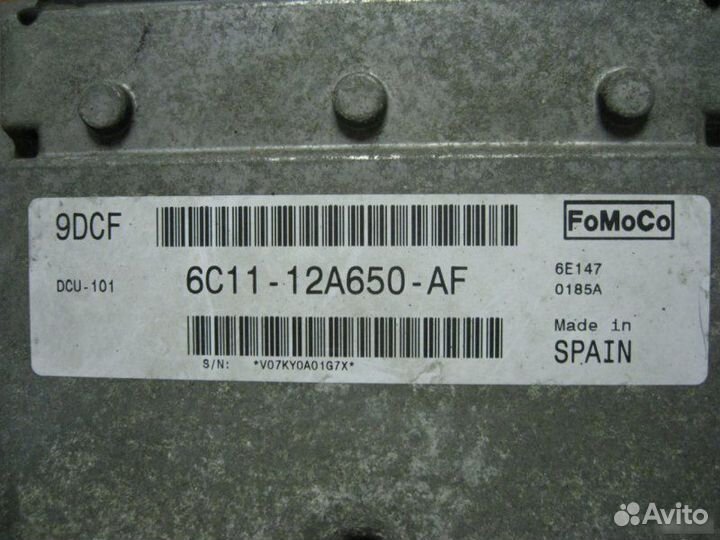 9DCF
FoMoCo
DCU-101
6C11-12A650-AF
6E147
0185A
Made in
SPAIN
S/N: *V07KY0A01G7X*
Avito